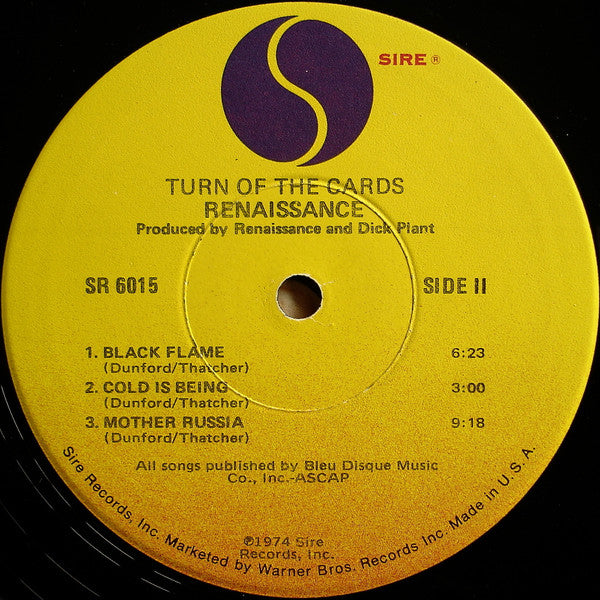 SIRE ®
TURN OF THE CARDS
RENAISSANCE
Produced by Renaissance and Dick Plant
SR 6015
SIDE II
1. BLACK FLAME 6:23
(Dunford/Thatcher)
2. COLD IS BEING 3:00
(Dunford/Thatcher)
3. MOTHER RUSSIA 9:18
(Dunford/Thatcher)
All songs published by Bleu Disque Music
Co., Inc.-ASCAP
℗1974 Sire
Records, Inc.
Sire Records, Inc. Marketed by Warner Bros. Records Inc. Made in U.S.A.